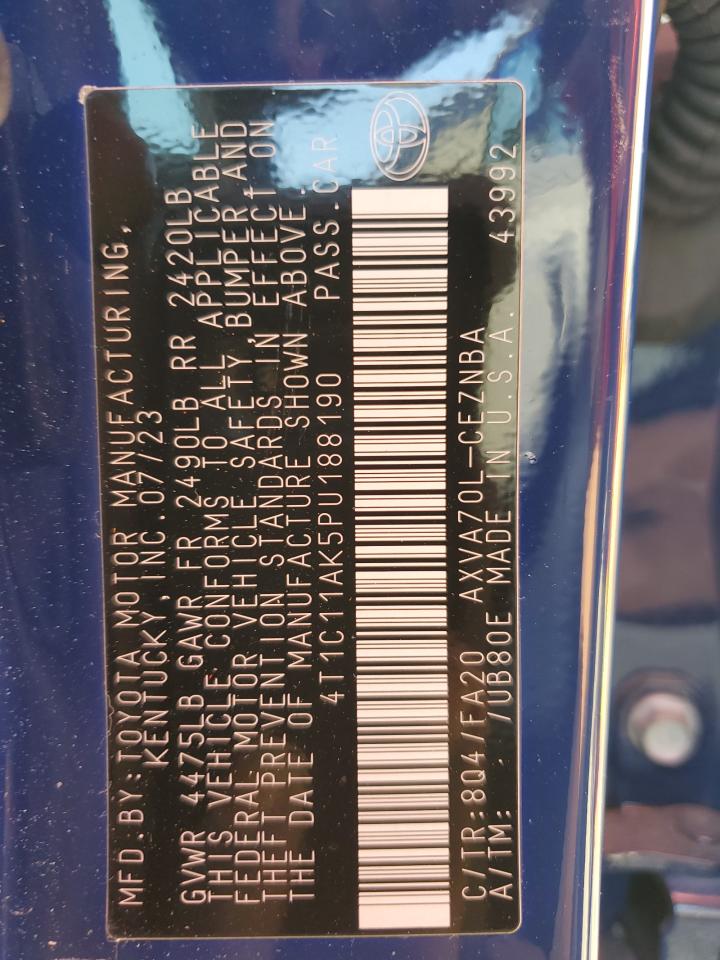 MFD.BY:TOYOTA MOTOR MANUFACTURING,
KENTUCKY,INC.07/23
GVWR 4475LB GAWR FR 2490LB RR 2420LB
THIS VEHICLE CONFORMS TO ALL APPLICABLE
FEDERAL MOTOR VEHICLE SAFETY,BUMPER,AND
THEFT PREVENTION STANDARDS IN EFFECT ON
THE DATE OF MANUFACTURE SHOWN ABOVE.
4T1C11AK5PU188190 PASS.CAR
C/TR:8Q4/FA20 AXVA70L-CEZNBA
A/TM: /UB80E MADE IN U.S.A. 43992